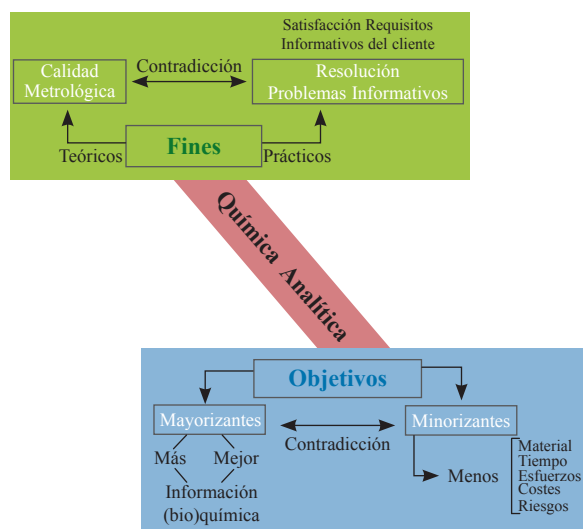 Satisfacción Requisitos
Informativos del cliente
Calidad
Metrológica
Contradicción
Resolución
Problemas Informativos
Teóricos
Fines
Prácticos
Química Analítica
Objetivos
Mayorizantes
Contradicción
Minorizantes
Más
Mejor
Información
(bio)química
Menos
Material
Tiempo
Esfuerzos
Costes
Riesgos